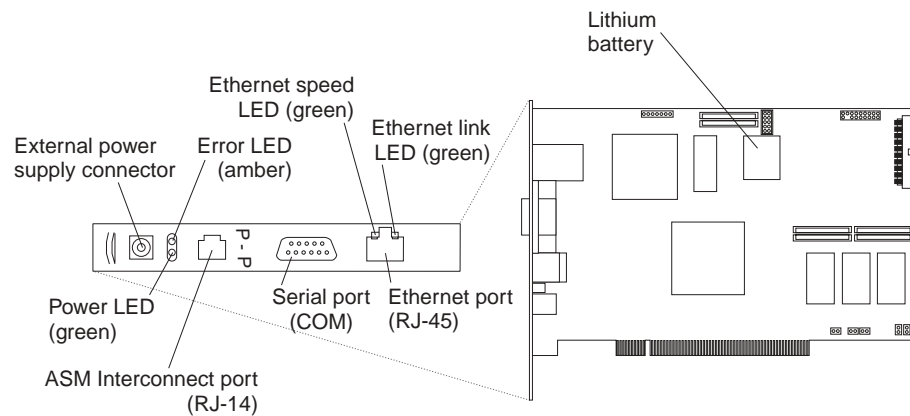 Lithium
battery
Ethernet speed
LED (green)
Ethernet link
LED (green)
External power
supply connector
Error LED
(amber)
P - P
Power LED
(green)
Serial port
(COM)
Ethernet port
(RJ-45)
ASM Interconnect port
(RJ-14)